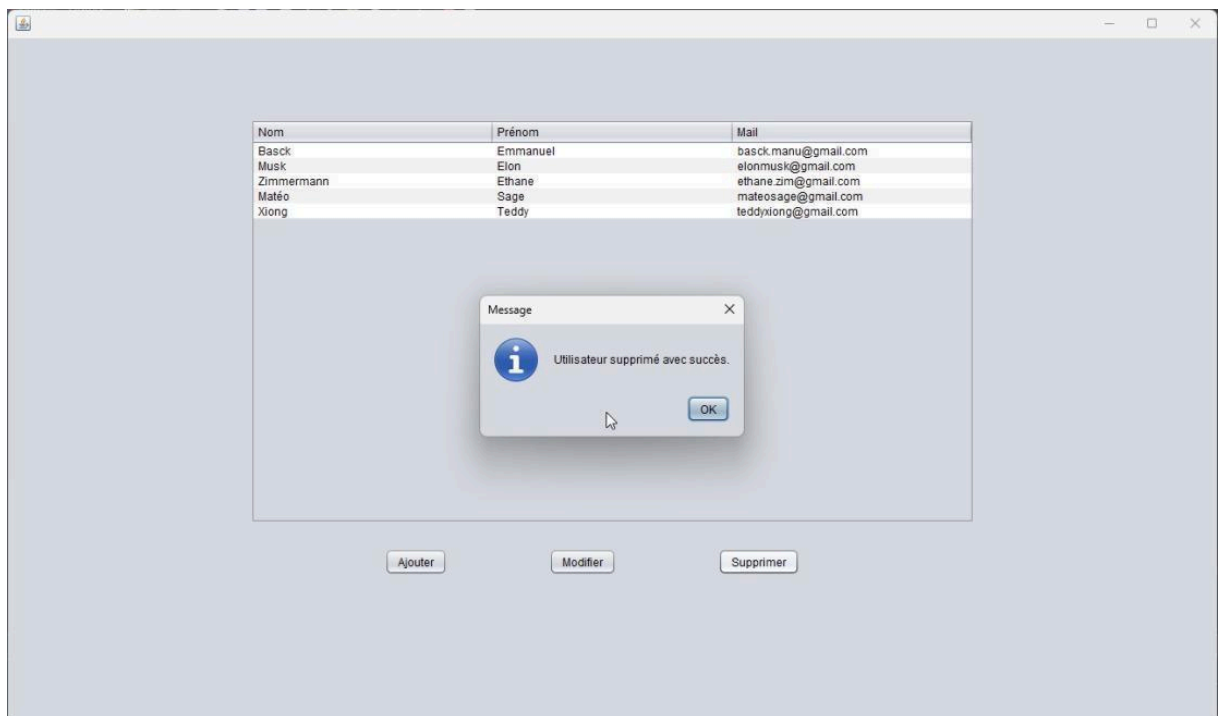 Nom Prénom Mail
Basck Emmanuel basck.manu@gmail.com
Musk Elon elonmusk@gmail.com
Zimmermann Ethane ethane.zim@gmail.com
Matéo Sage mateosage@gmail.com
Xiong Teddy teddyxiong@gmail.com
Message
Utilisateur supprimé avec succès.
OK
Ajouter Modifier Supprimer